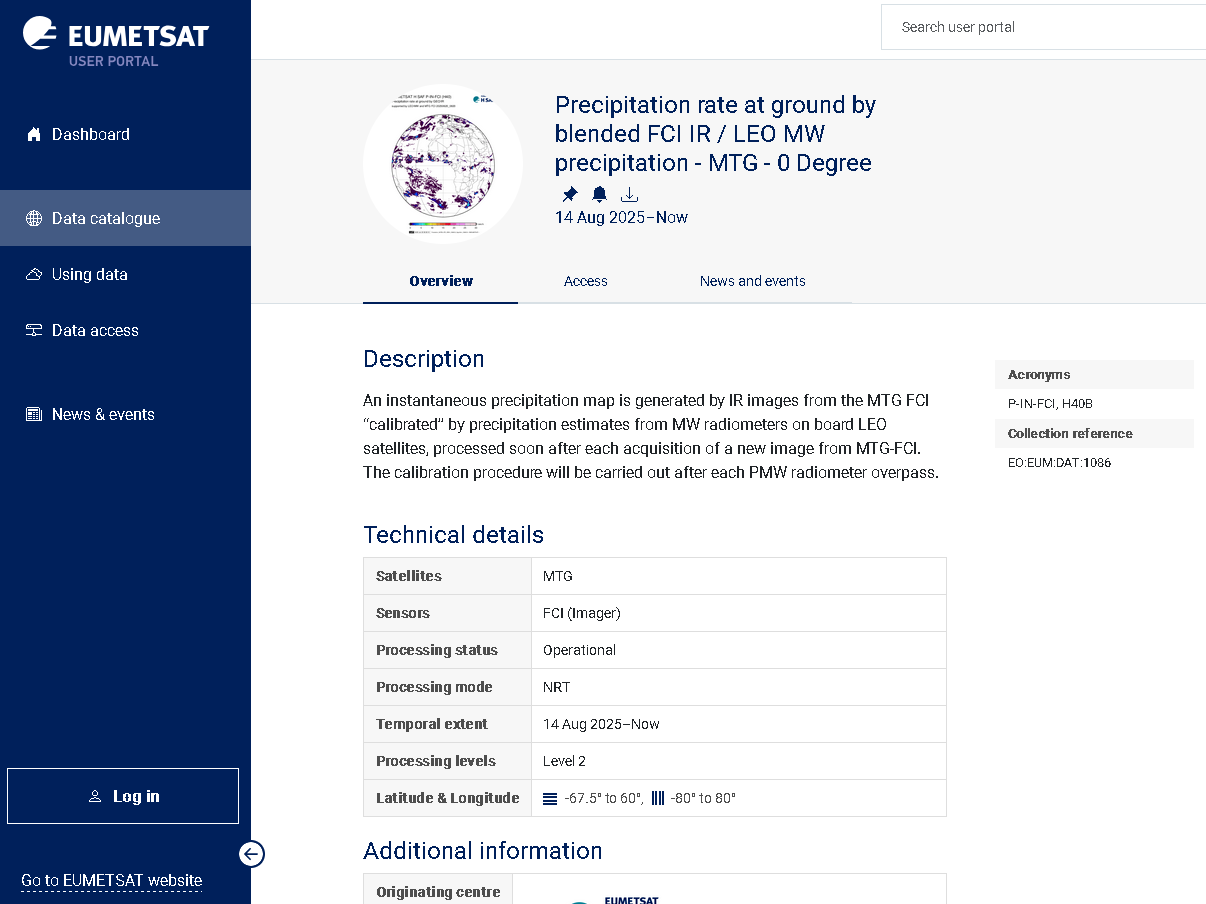 EUMETSAT
USER PORTAL
Dashboard
Data catalogue
Using data
Data access
News & events
Log in
Go to EUMETSAT website
Search user portal
Precipitation rate at ground by
blended FCI IR / LEO MW
precipitation - MTG - 0 Degree
14 Aug 2025–Now
Overview
Access
News and events
Description
An instantaneous precipitation map is generated by IR images from the MTG FCI
“calibrated” by precipitation estimates from MW radiometers on board LEO
satellites, processed soon after each acquisition of a new image from MTG-FCI.
The calibration procedure will be carried out after each PMW radiometer overpass.
Acronyms
P-IN-FCI, H40B
Collection reference
EO:EUM:DAT:1086
Technical details
Satellites MTG
Sensors FCI (Imager)
Processing status Operational
Processing mode NRT
Temporal extent 14 Aug 2025–Now
Processing levels Level 2
Latitude & Longitude -67.5° to 60°, -80° to 80°
Additional information
Originating centre
EUMETSAT